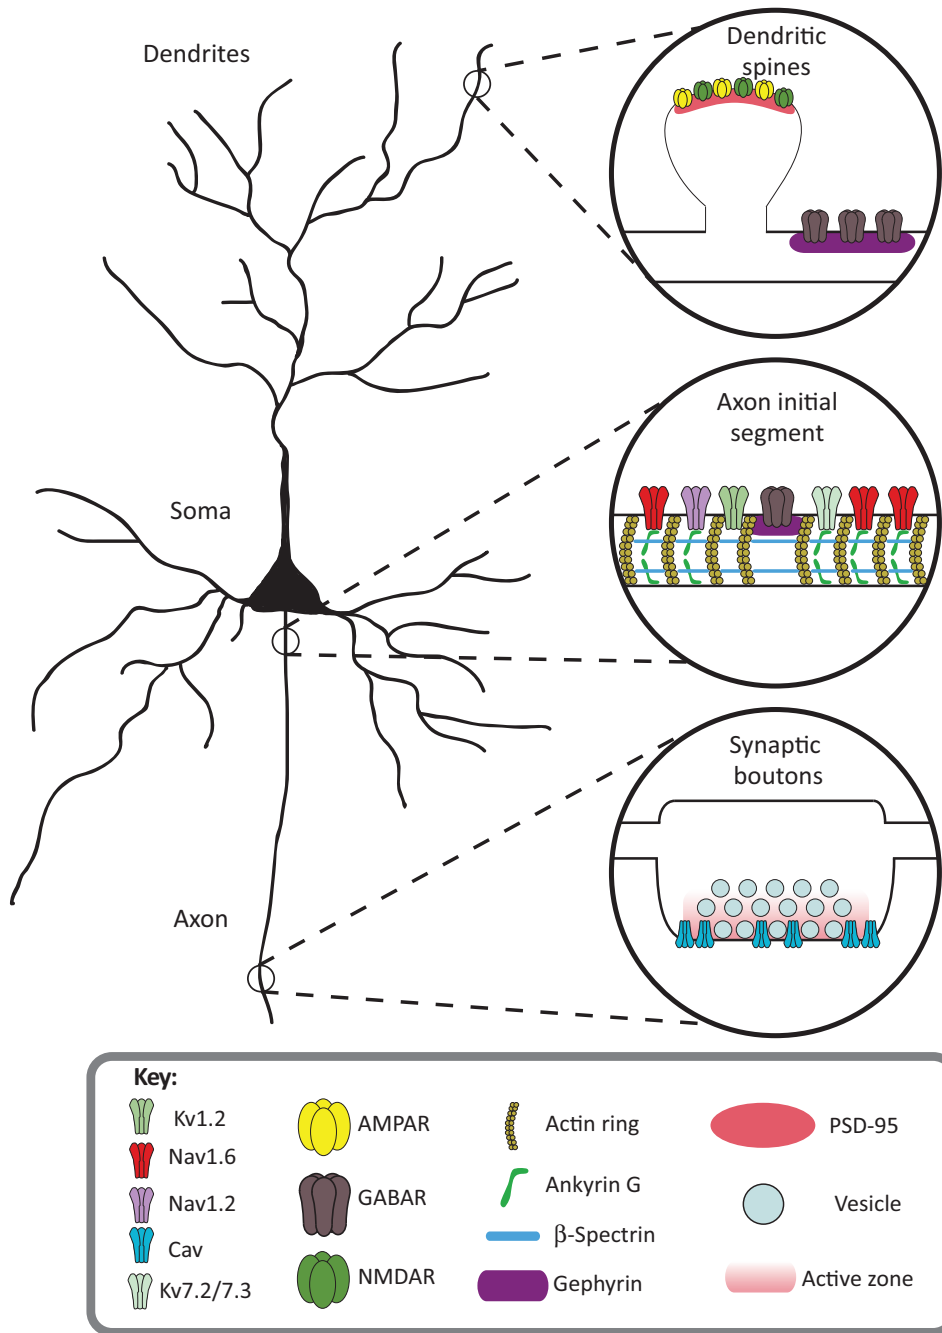 Dendrites
Dendritic
spines
Axon initial
segment
Soma
Synaptic
boutons
Axon
Key:
Kv1.2
Nav1.6
Nav1.2
Cav
Kv7.2/7.3
AMPAR
GABAR
NMDAR
Actin ring
Ankyrin G
β-Spectrin
Gephyrin
PSD-95
Vesicle
Active zone